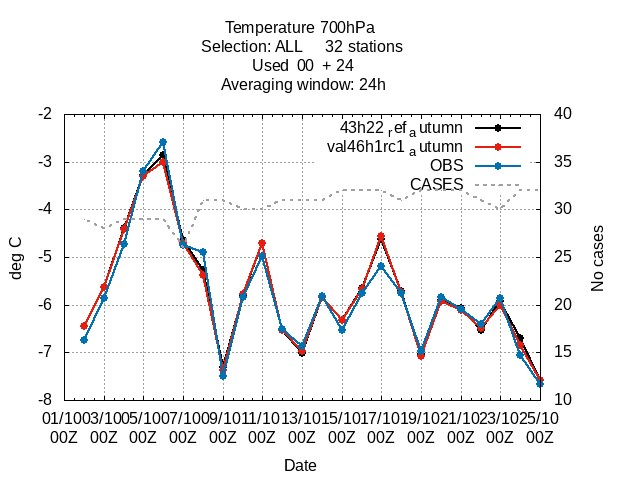 Temperature 700hPa
Selection: ALL 32 stations
Used 00 + 24
Averaging window: 24h
-2 40
43h22_ref_autumn
val46h1rc1_autumn
OBS
CASES
-3 35
-4 30
-5 25
-6 20
-7 15
-8 10
deg C
No cases
01/10 03/10 05/10 07/10 09/10 11/10 13/10 15/10 17/10 19/10 21/10 23/10 25/10
00Z 00Z 00Z 00Z 00Z 00Z 00Z 00Z 00Z 00Z 00Z 00Z 00Z
Date